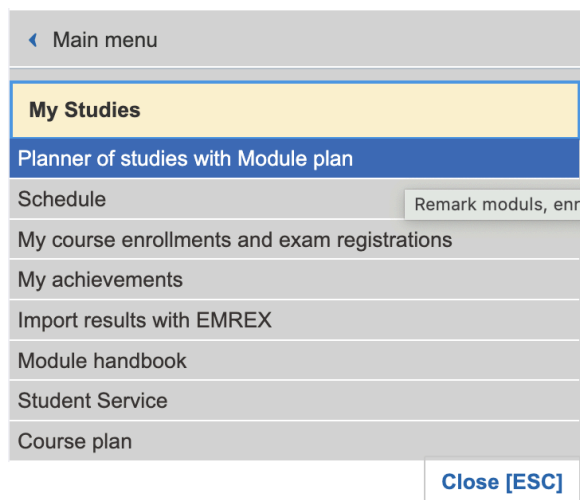 Main menu
My Studies
Planner of studies with Module plan
Schedule
Remark moduls, enr
My course enrollments and exam registrations
My achievements
Import results with EMREX
Module handbook
Student Service
Course plan
Close [ESC]